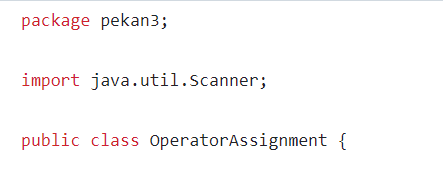 package pekan3;
import java.util.Scanner;
public class OperatorAssignment {